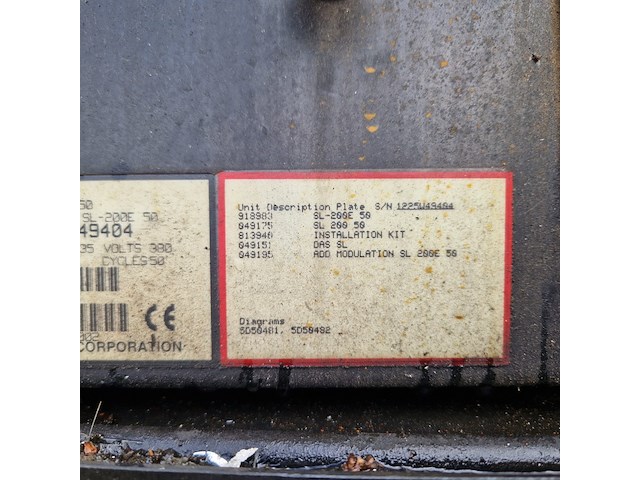 50
SL-200E 50
49404
35 VOLTS 380
CYCLES 50
CE
002
CORPORATION
Unit Description Plate S/N 1225W49404
918983 SL-200E 50
049175 SL 200 50
813946 INSTALLATION KIT
049151 DAS SL
049195 ADD MODULATION SL 200E 50
Diagrams
5D50481, 5D50482